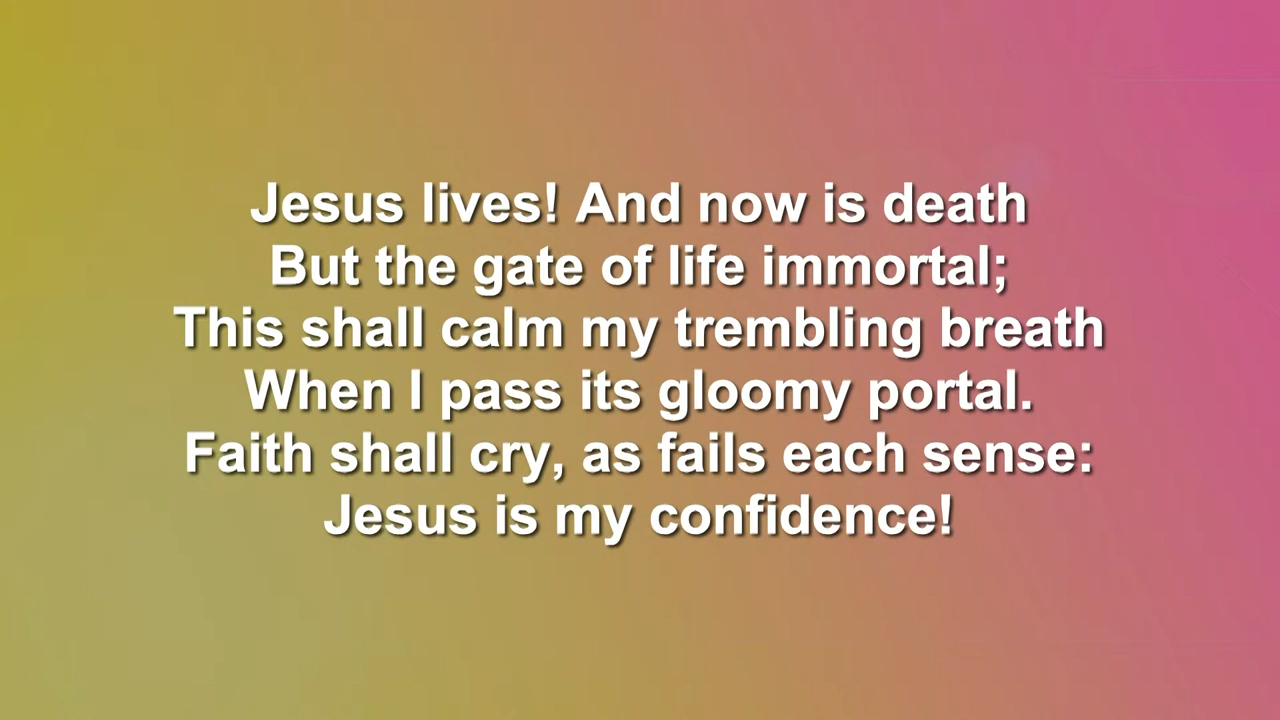 Jesus lives! And now is death
But the gate of life immortal;
This shall calm my trembling breath
When I pass its gloomy portal.
Faith shall cry, as fails each sense:
Jesus is my confidence!